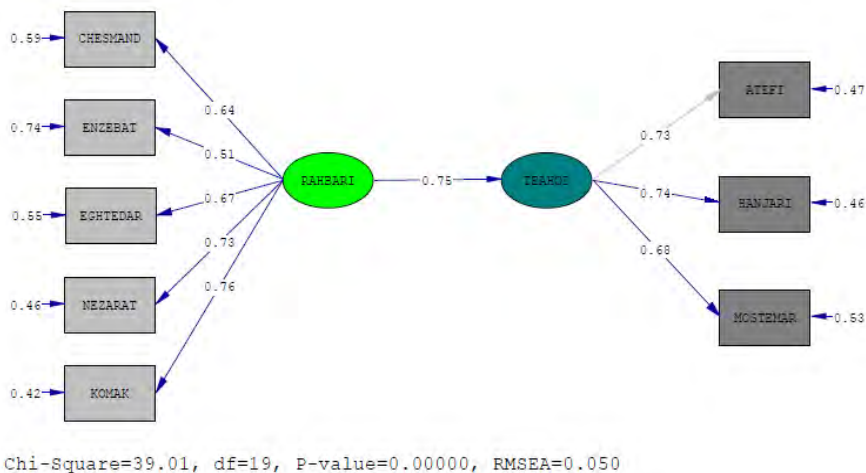 0.59 CHESMAND
0.74 ENZEBAT
0.55 EGHTEDAR
0.46 NEZARAT
0.42 KOMAK
0.64
0.51
0.67
0.73
0.76
RAHBARI
0.75
TEAHOD
0.73
0.74
0.68
ATEFI 0.47
HANJARI 0.46
MOSTEMAR 0.53
Chi-Square=39.01, df=19, P-value=0.00000, RMSEA=0.050